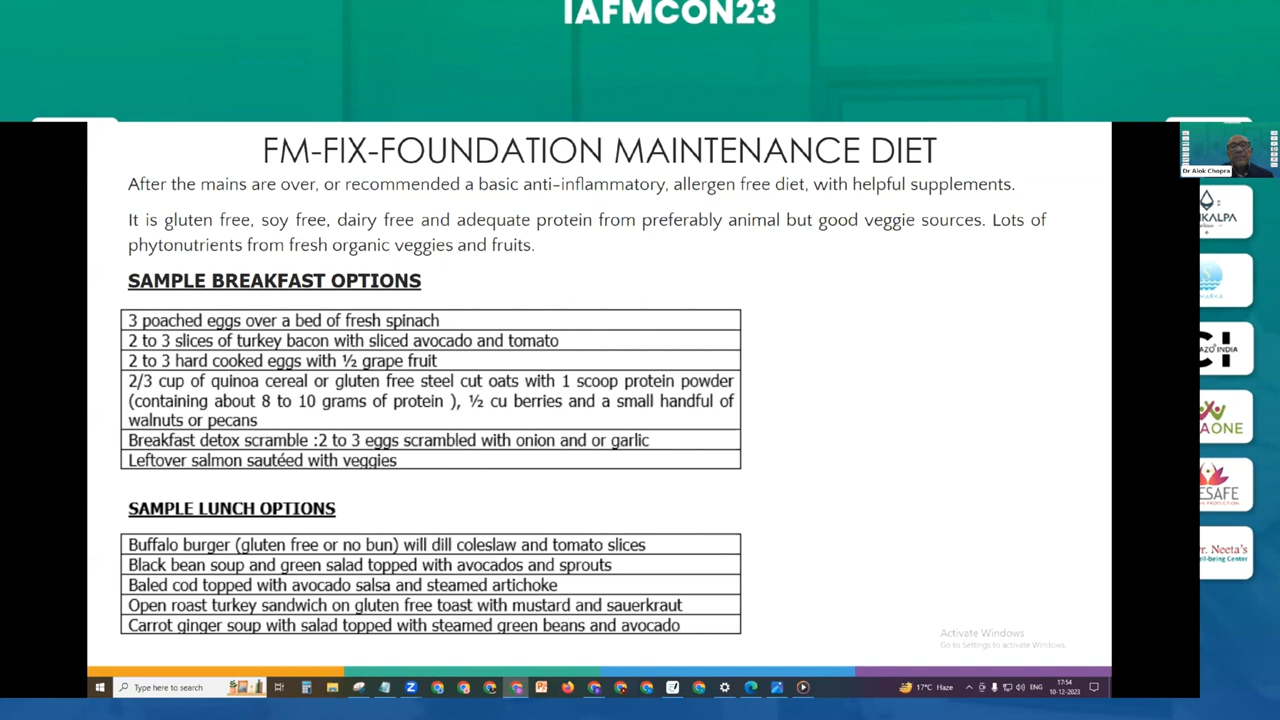 IAFMCON23
FM-FIX-FOUNDATION MAINTENANCE DIET
After the mains are over, or recommended a basic anti-inflammatory, allergen free diet, with helpful supplements.
It is gluten free, soy free, dairy free and adequate protein from preferably animal but good veggie sources. Lots of
phytonutrients from fresh organic veggies and fruits.
SAMPLE BREAKFAST OPTIONS
3 poached eggs over a bed of fresh spinach
2 to 3 slices of turkey bacon with sliced avocado and tomato
2 to 3 hard cooked eggs with ½ grape fruit
2/3 cup of quinoa cereal or gluten free steel cut oats with 1 scoop protein powder
(containing about 8 to 10 grams of protein ), ½ cu berries and a small handful of
walnuts or pecans
Breakfast detox scramble :2 to 3 eggs scrambled with onion and or garlic
Leftover salmon sautéed with veggies
SAMPLE LUNCH OPTIONS
Buffalo burger (gluten free or no bun) will dill coleslaw and tomato slices
Black bean soup and green salad topped with avocados and sprouts
Baled cod topped with avocado salsa and steamed artichoke
Open roast turkey sandwich on gluten free toast with mustard and sauerkraut
Carrot ginger soup with salad topped with steamed green beans and avocado
Dr Alok Chopra
IKALPA
AZO INDIA
CI
AONE
ESAFE
r. Neeta's
ell-being Center
Activate Windows
Go to Settings to activate Windows.
Type here to search
17°C Haze
ENG
17:54
10-12-2023